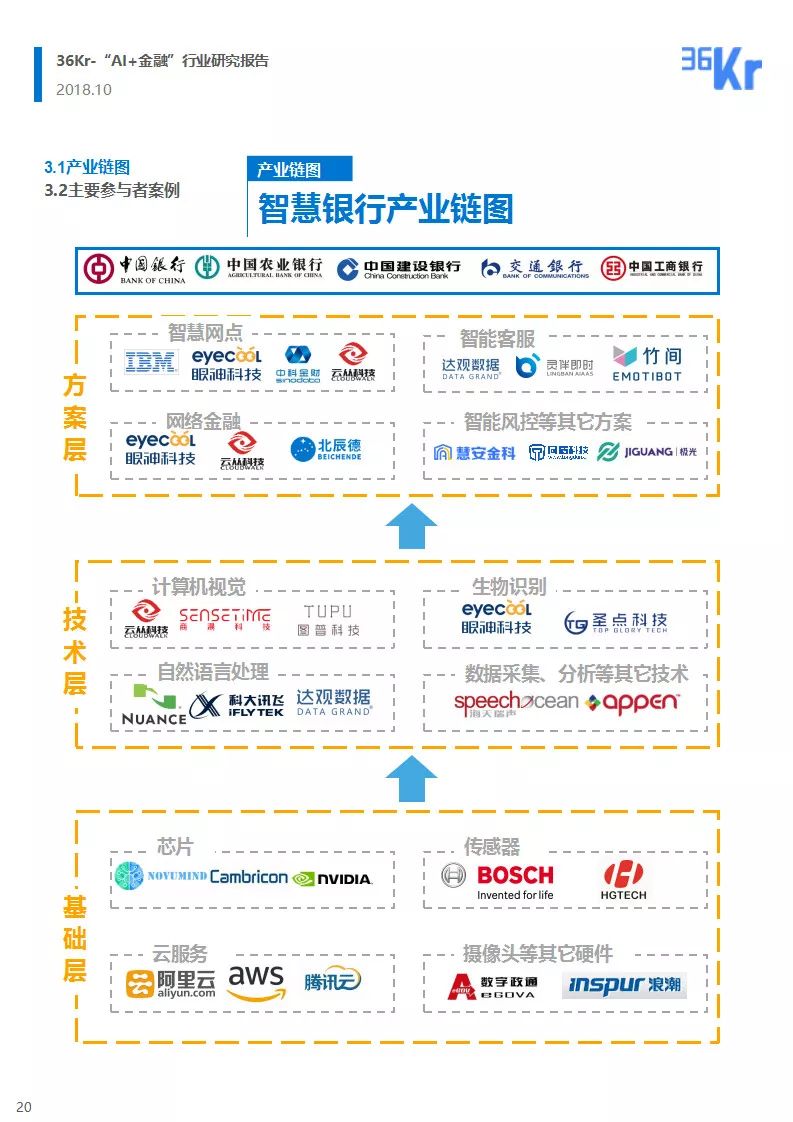 36Kr-“AI+金融”行业研究报告
2018.10
36Kr
3.1产业链图
3.2主要参与者案例
产业链图
智慧银行产业链图
中国银行 BANK OF CHINA
中国农业银行 AGRICULTURAL BANK OF CHINA
中国建设银行 China Construction Bank
交通银行 BANK OF COMMUNICATIONS
中国工商银行 INDUSTRIAL AND COMMERCIAL BANK OF CHINA
方案层
智慧网点
IBM
eyecool 眼神科技
中科金财 sinodata
云从科技 CLOUDWALK
智能客服
达观数据 DATA GRAND
灵伴即时 LINGBAN AIAAS
竹间 EMOTIBOT
网络金融
eyecool 眼神科技
云从科技 CLOUDWALK
北辰德 BEICHENDE
智能风控等其它方案
慧安金科
同盾科技
JIGUANG | 极光
技术层
计算机视觉
云从科技 CLOUDWALK
SENSETIME 商汤科技
TUPU 图普科技
生物识别
eyecool 眼神科技
TG 圣点科技 TOP GLORY TECH
自然语言处理
NUANCE
科大讯飞 iFLYTEK
达观数据 DATA GRAND
数据采集、分析等其它技术
speechocean 海天瑞声
appen
基础层
芯片
NOVUMIND
Cambricon
NVIDIA.
传感器
BOSCH Invented for life
HGTECH
云服务
阿里云 aliyun.com
aws
腾讯云
摄像头等其它硬件
数字政通 eGOVA
inspur 浪潮
20